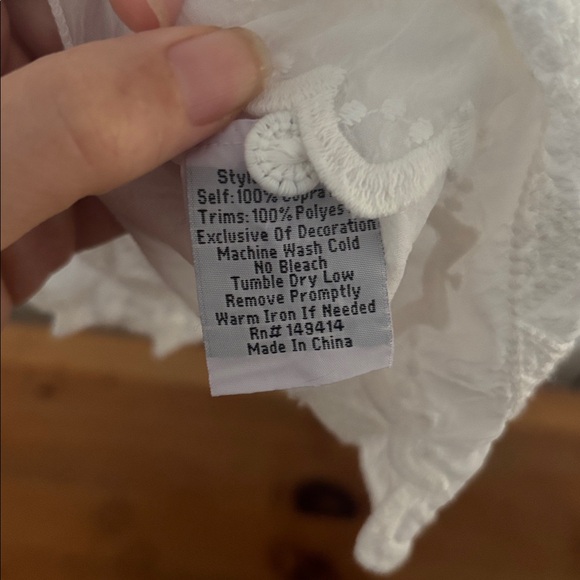 Self: 100%
Trims: 100% Polyes
Exclusive Of Decoration
Machine Wash Cold
No Bleach
Tumble Dry Low
Remove Promptly
Warm Iron If Needed
Rn# 149414
Made In China